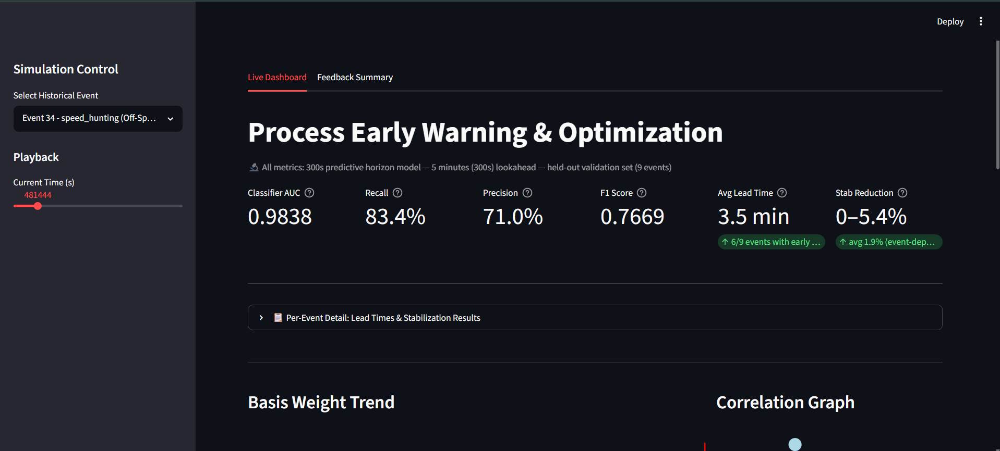 Deploy
Simulation Control
Select Historical Event
Event 34 - speed_hunting (Off-Sp...
Playback
Current Time (s)
481444
Live Dashboard
Feedback Summary
Process Early Warning & Optimization
All metrics: 300s predictive horizon model — 5 minutes (300s) lookahead — held-out validation set (9 events)
Classifier AUC
0.9838
Recall
83.4%
Precision
71.0%
F1 Score
0.7669
Avg Lead Time
3.5 min
↑ 6/9 events with early ...
Stab Reduction
0–5.4%
↑ avg 1.9% (event-dep...
Per-Event Detail: Lead Times & Stabilization Results
Basis Weight Trend
Correlation Graph